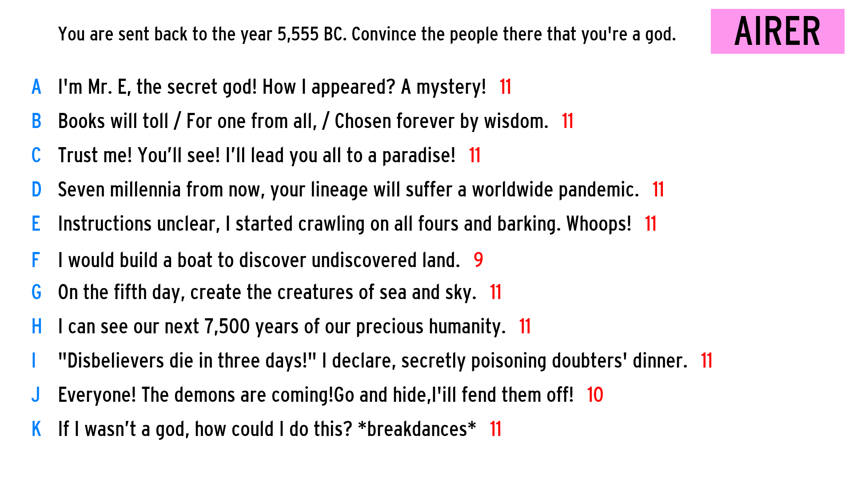 You are sent back to the year 5,555 BC. Convince the people there that you're a god.
AIRER
A I'm Mr. E, the secret god! How I appeared? A mystery! 11
B Books will toll / For one from all, / Chosen forever by wisdom. 11
C Trust me! You’ll see! I’ll lead you all to a paradise! 11
D Seven millennia from now, your lineage will suffer a worldwide pandemic. 11
E Instructions unclear, I started crawling on all fours and barking. Whoops! 11
F I would build a boat to discover undiscovered land. 9
G On the fifth day, create the creatures of sea and sky. 11
H I can see our next 7,500 years of our precious humanity. 11
I "Disbelievers die in three days!" I declare, secretly poisoning doubters' dinner. 11
J Everyone! The demons are coming!Go and hide,I'ill fend them off! 10
K If I wasn’t a god, how could I do this? *breakdances* 11